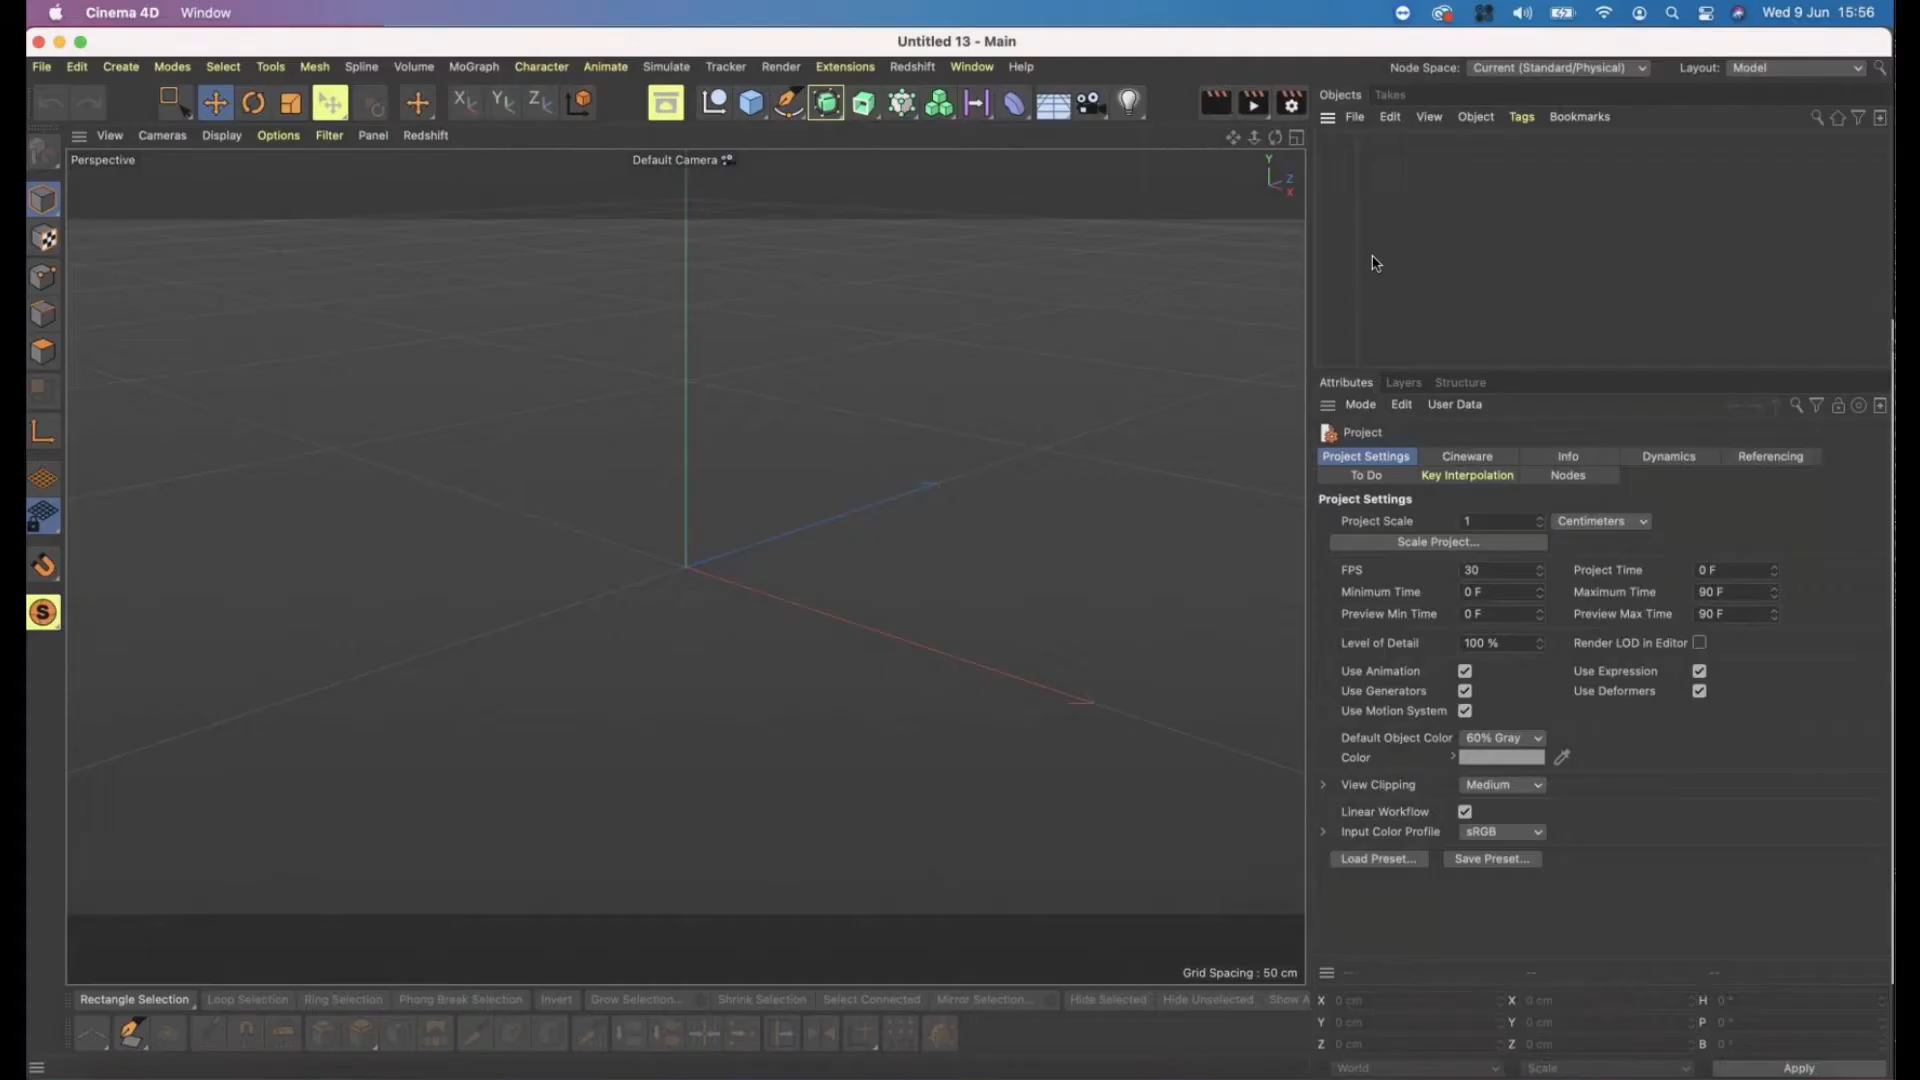 Cinema 4D Window Wed 9 Jun 15:56
Untitled 13 - Main
File Edit Create Modes Select Tools Mesh Spline Volume MoGraph Character Animate Simulate Tracker Render Extensions Redshift Window Help Node Space: Current (Standard/Physical) Layout: Model
Objects Takes
File Edit View Object Tags Bookmarks
View Cameras Display Options Filter Panel Redshift
Perspective Default Camera
Y
Z
X
Attributes Layers Structure
Mode Edit User Data
Project
Project Settings Cineware Info Dynamics Referencing
To Do Key Interpolation Nodes
Project Settings
Project Scale 1 Centimeters
Scale Project...
FPS 30 Project Time 0 F
Minimum Time 0 F Maximum Time 90 F
Preview Min Time 0 F Preview Max Time 90 F
Level of Detail 100 % Render LOD in Editor
Use Animation Use Expression
Use Generators Use Deformers
Use Motion System
Default Object Color 60% Gray
Color
View Clipping Medium
Linear Workflow
Input Color Profile sRGB
Load Preset... Save Preset...
Grid Spacing : 50 cm
Rectangle Selection Loop Selection Ring Selection Phong Break Selection Invert Grow Selection... Shrink Selection Select Connected Mirror Selection... Hide Selected Hide Unselected Show A
X 0 cm X 0 cm H 0 °
Y 0 cm Y 0 cm P 0 °
Z 0 cm Z 0 cm B 0 °
World Scale Apply